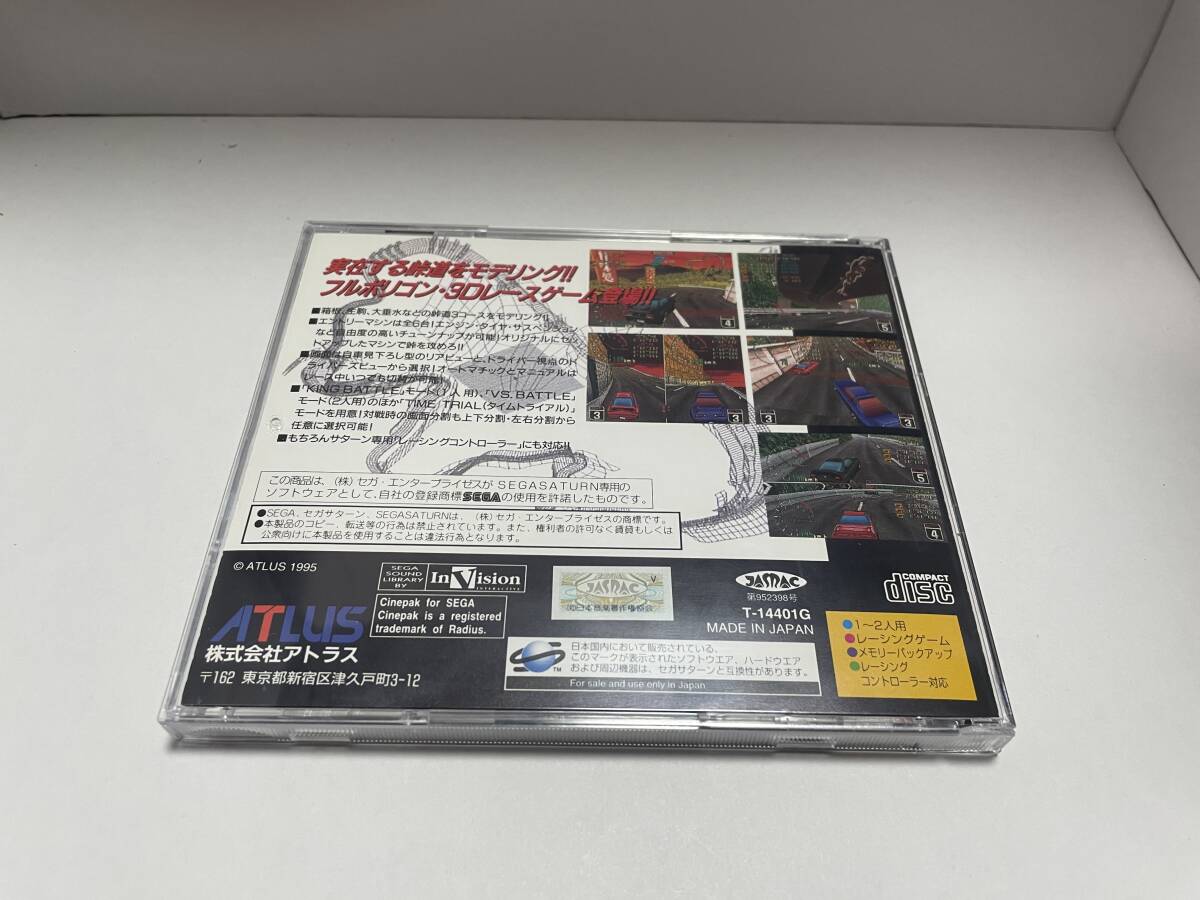 実在する峠道をモデリング!!
フルポリゴン・3Dレースゲーム登場!!
■箱根、生駒、大垂水などの峠道3コースをモデリング!!
■エントリーマシンは全6台!エンジン・タイヤ・サスペンション
など自由度の高いチューンナップが可能!オリジナルにセッ
トアップしたマシンで峠を攻めろ!!
■画面は自車見下ろし型のリアビューと、ドライバー視点のド
ライバーズビューから選択!オートマチックとマニュアルは
レース中いつでも切替が可能!
■「KING BATTLE」モード(1人用)、「VS. BATTLE」
モード(2人用)のほか「TIME TRIAL(タイムトライアル)」
モードを用意!対戦時の画面分割も上下分割・左右分割から
任意に選択可能!
■もちろんサターン専用「レーシングコントローラー」にも対応!!
この商品は、(株)セガ・エンタープライゼスがSEGASATURN専用の
ソフトウェアとして、自社の登録商標SEGAの使用を許諾したものです。
●SEGA、セガサターン、SEGASATURNは、(株)セガ・エンタープライゼスの商標です。
●本製品のコピー、転送等の行為は禁止されています。また、権利者の許可なく賃貸もしくは
公衆向けに本製品を使用することは違法行為となります。
4
5
3
3
3
5
4
© ATLUS 1995
SEGA
SOUND
LIBRARY
BY
InVision
INTERACTIVE
Cinepak for SEGA
Cinepak is a registered
trademark of Radius.
ATLUS
株式会社アトラス
〒162 東京都新宿区津久戸町3-12
V
JASRAC
JASRAC
第952398号
T-14401G
MADE IN JAPAN
COMPACT
disc
TM
日本国内において販売されている、
このマークが表示されたソフトウエア、ハードウエア
および周辺機器は、セガサターンと互換性があります。
For sale and use only in Japan
●1〜2人用
●レーシングゲーム
●メモリーバックアップ
●レーシング
コントローラー対応